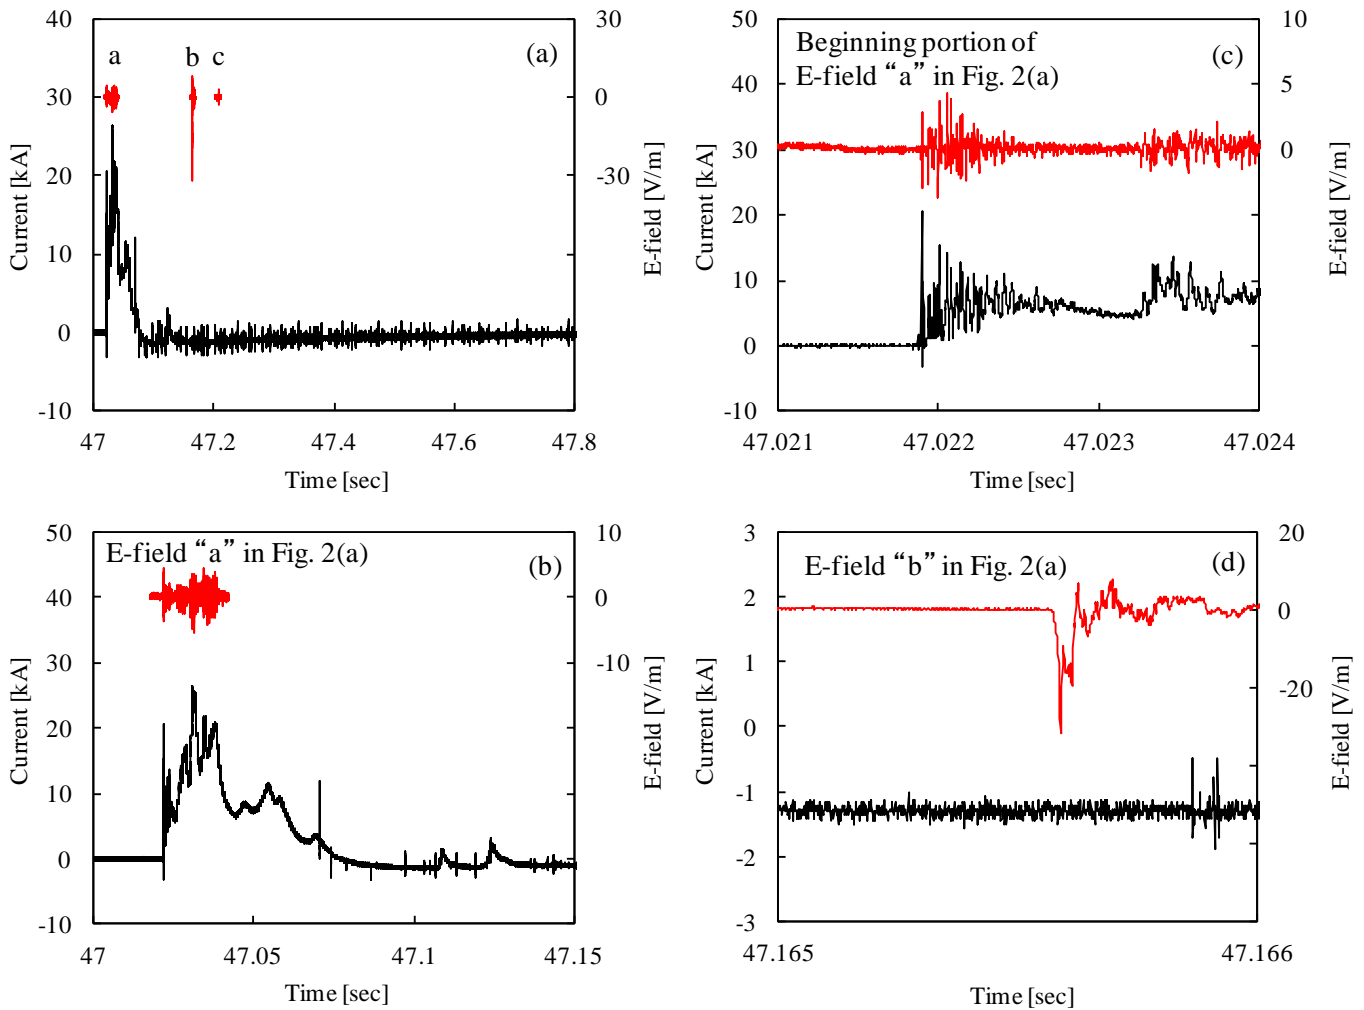 40
30
20
10
0
-10
Current [kA]
a
b
c
(a)
30
0
-30
E-field [V/m]
47
47.2
47.4
47.6
47.8
Time [sec]
50
40
30
20
10
0
-10
Current [kA]
Beginning portion of
E-field “a” in Fig. 2(a)
(c)
10
5
0
E-field [V/m]
47.021
47.022
47.023
47.024
Time [sec]
50
40
30
20
10
0
-10
Current [kA]
E-field “a” in Fig. 2(a)
(b)
10
0
-10
E-field [V/m]
47
47.05
47.1
47.15
Time [sec]
3
2
1
0
-1
-2
-3
Current [kA]
E-field “b” in Fig. 2(a)
(d)
20
0
-20
E-field [V/m]
47.165
47.166
Time [sec]